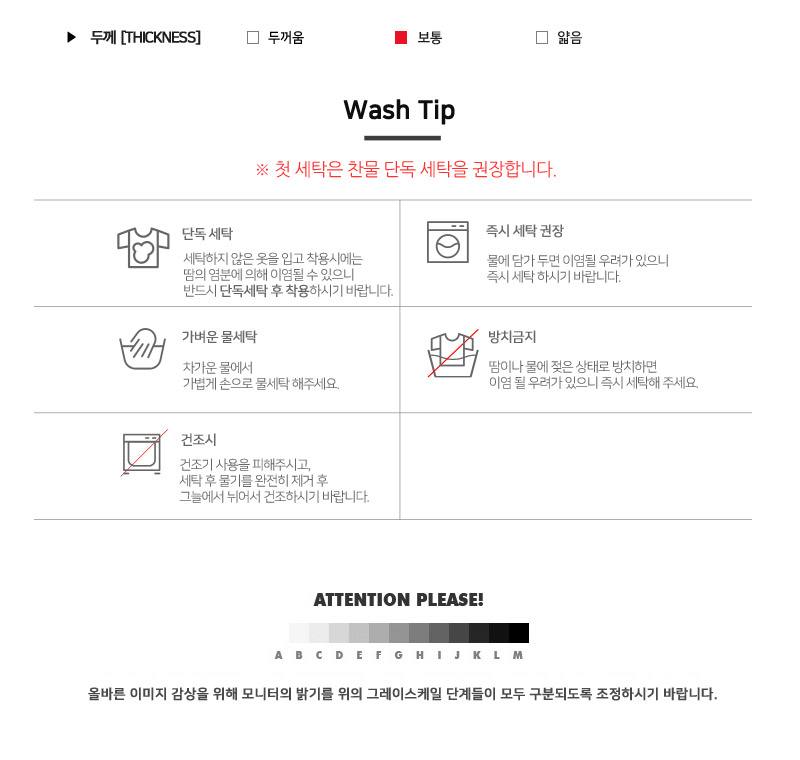 ▶ 두께 [THICKNESS] □ 두꺼움 ■ 보통 □ 얇음
Wash Tip
※ 첫 세탁은 찬물 단독 세탁을 권장합니다.
단독 세탁
세탁하지 않은 옷을 입고 착용시에는
땀의 염분에 의해 이염될 수 있으니
반드시 단독세탁 후 착용하시기 바랍니다.
즉시 세탁 권장
물에 담가 두면 이염될 우려가 있으니
즉시 세탁 하시기 바랍니다.
가벼운 물세탁
차가운 물에서
가볍게 손으로 물세탁 해주세요.
방치금지
땀이나 물에 젖은 상태로 방치하면
이염 될 우려가 있으니 즉시 세탁해 주세요.
건조시
건조기 사용을 피해주시고,
세탁 후 물기를 완전히 제거 후
그늘에서 뉘어서 건조하시기 바랍니다.
ATTENTION PLEASE!
A B C D E F G H I J K L M
올바른 이미지 감상을 위해 모니터의 밝기를 위의 그레이스케일 단계들이 모두 구분되도록 조정하시기 바랍니다.